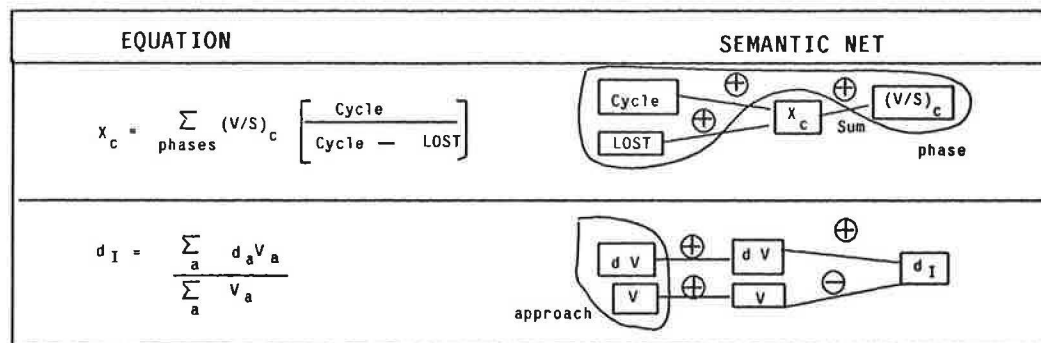 EQUATION SEMANTIC NET
X_c = Σ phases (V/S)_c [Cycle / Cycle — LOST]
Cycle ⊕ ⊕ (V/S)_c
LOST ⊕ X_c Sum
phase
d_I = Σ_a d_a V_a / Σ_a V_a
⊕
d V ⊕ d V d_I
V ⊕ V ⊖
approach